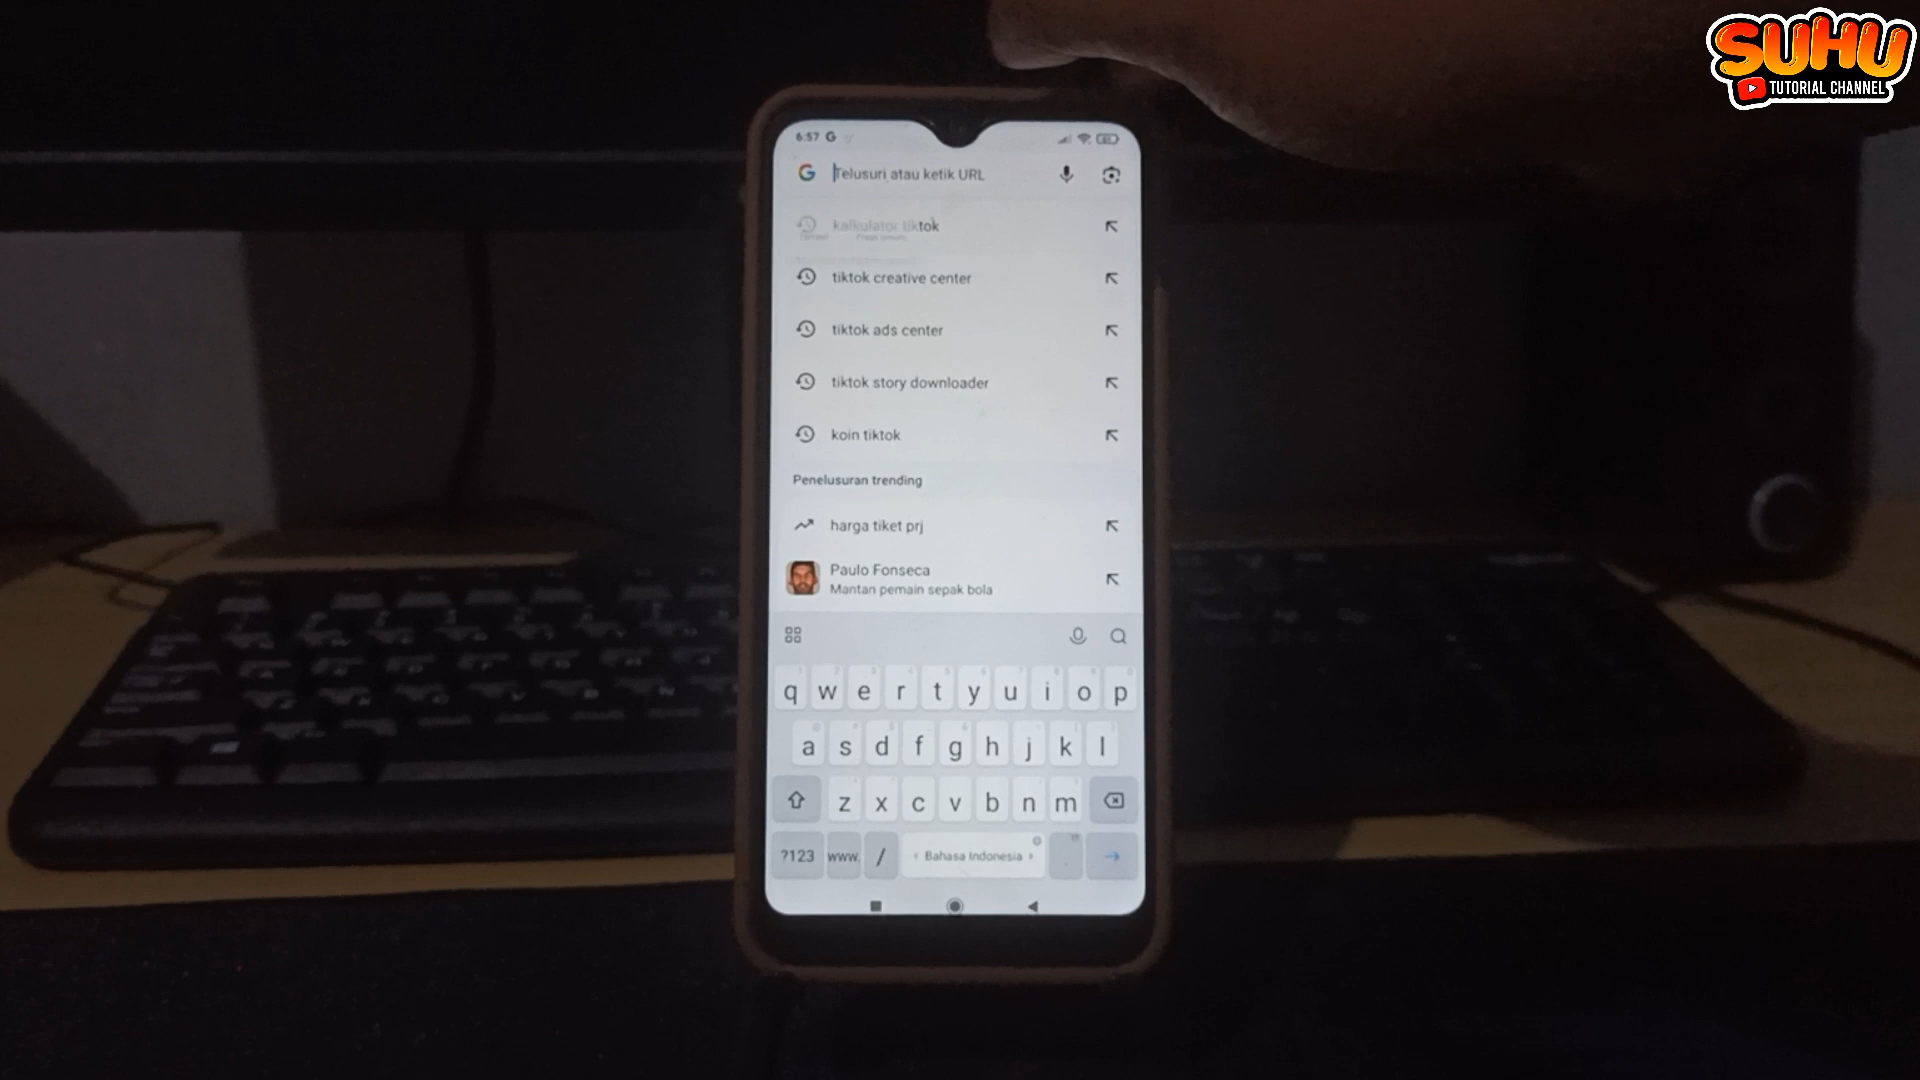 SUHU
TUTORIAL CHANNEL
6:57
Telusuri atau ketik URL
kalkulator tiktok
tiktok creative center
tiktok ads center
tiktok story downloader
koin tiktok
Penelusuran trending
harga tiket prj
Paulo Fonseca
Mantan pemain sepak bola
q w e r t y u i o p
a s d f g h j k l
z x c v b n m
?123 www. / Bahasa Indonesia .